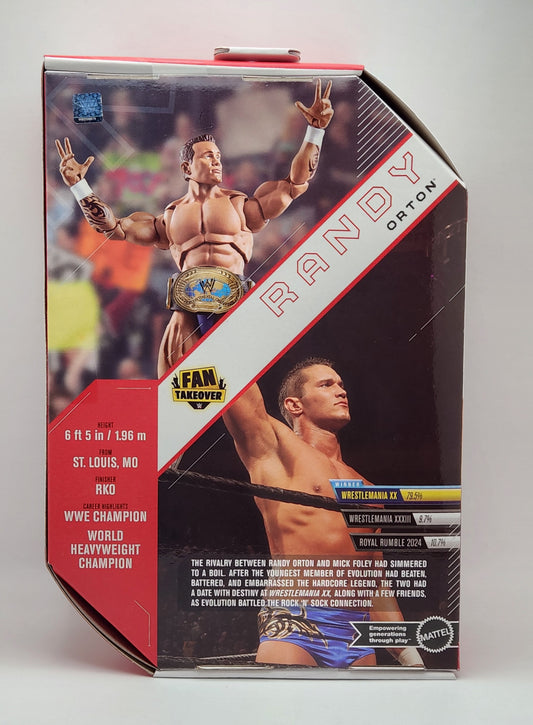 RANDY
ORTON™
W
FAN
TAKEOVER
W
HEIGHT
6 ft 5 in / 1.96 m
FROM
ST. LOUIS, MO
FINISHER
RKO
CAREER HIGHLIGHTS
WWE CHAMPION
WORLD
HEAVYWEIGHT
CHAMPION
WINNER
WRESTLEMANIA XX 79.5%
WRESTLEMANIA XXXIII 9.7%
ROYAL RUMBLE 2024 10.7%
THE RIVALRY BETWEEN RANDY ORTON AND MICK FOLEY HAD SIMMERED
TO A BOIL. AFTER THE YOUNGEST MEMBER OF EVOLUTION HAD BEATEN,
BATTERED, AND EMBARRASSED THE HARDCORE LEGEND, THE TWO HAD
A DATE WITH DESTINY AT WRESTLEMANIA XX, ALONG WITH A FEW FRIENDS,
AS EVOLUTION BATTLED THE ROCK 'N' SOCK CONNECTION.
Empowering
generations
through play™
MATTEL